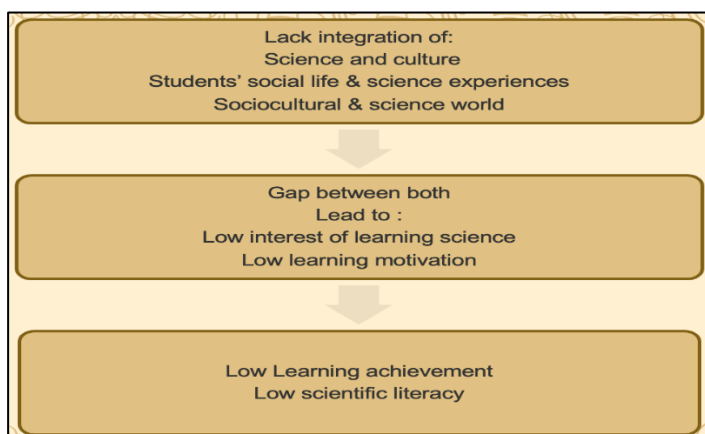 Lack integration of:
Science and culture
Students’ social life & science experiences
Sociocultural & science world
Gap between both
Lead to :
Low interest of learning science
Low learning motivation
Low Learning achievement
Low scientific literacy